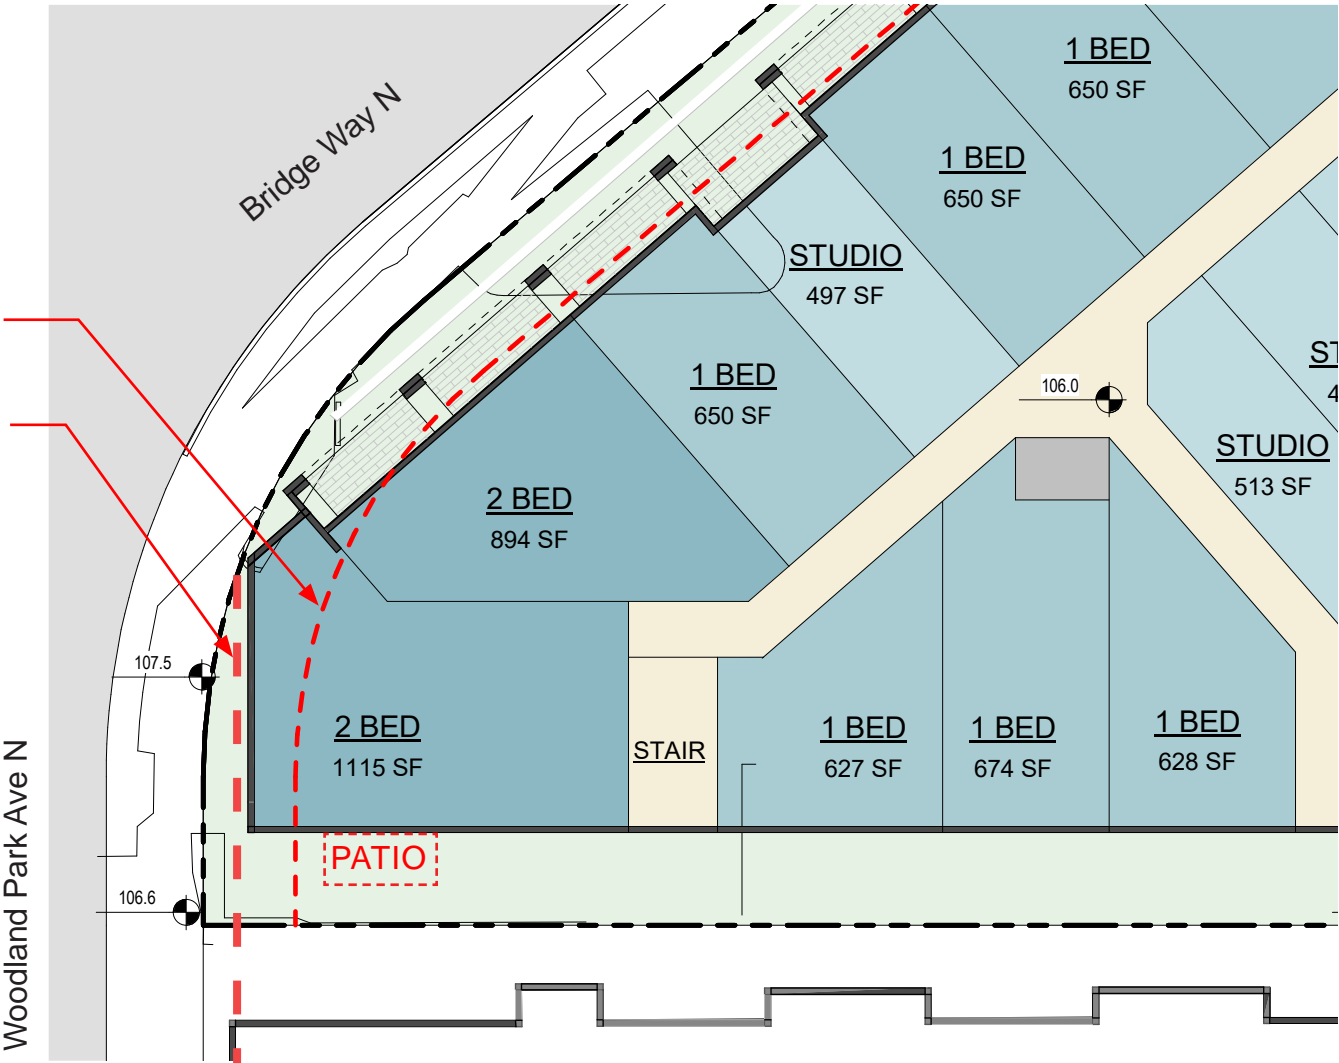 1 BED
650 SF
Bridge Way N
1 BED
650 SF
STUDIO
497 SF
ST
4
1 BED
650 SF
106.0
STUDIO
513 SF
2 BED
894 SF
107.5
2 BED
1115 SF
STAIR
1 BED
627 SF
1 BED
674 SF
1 BED
628 SF
PATIO
106.6
Woodland Park Ave N